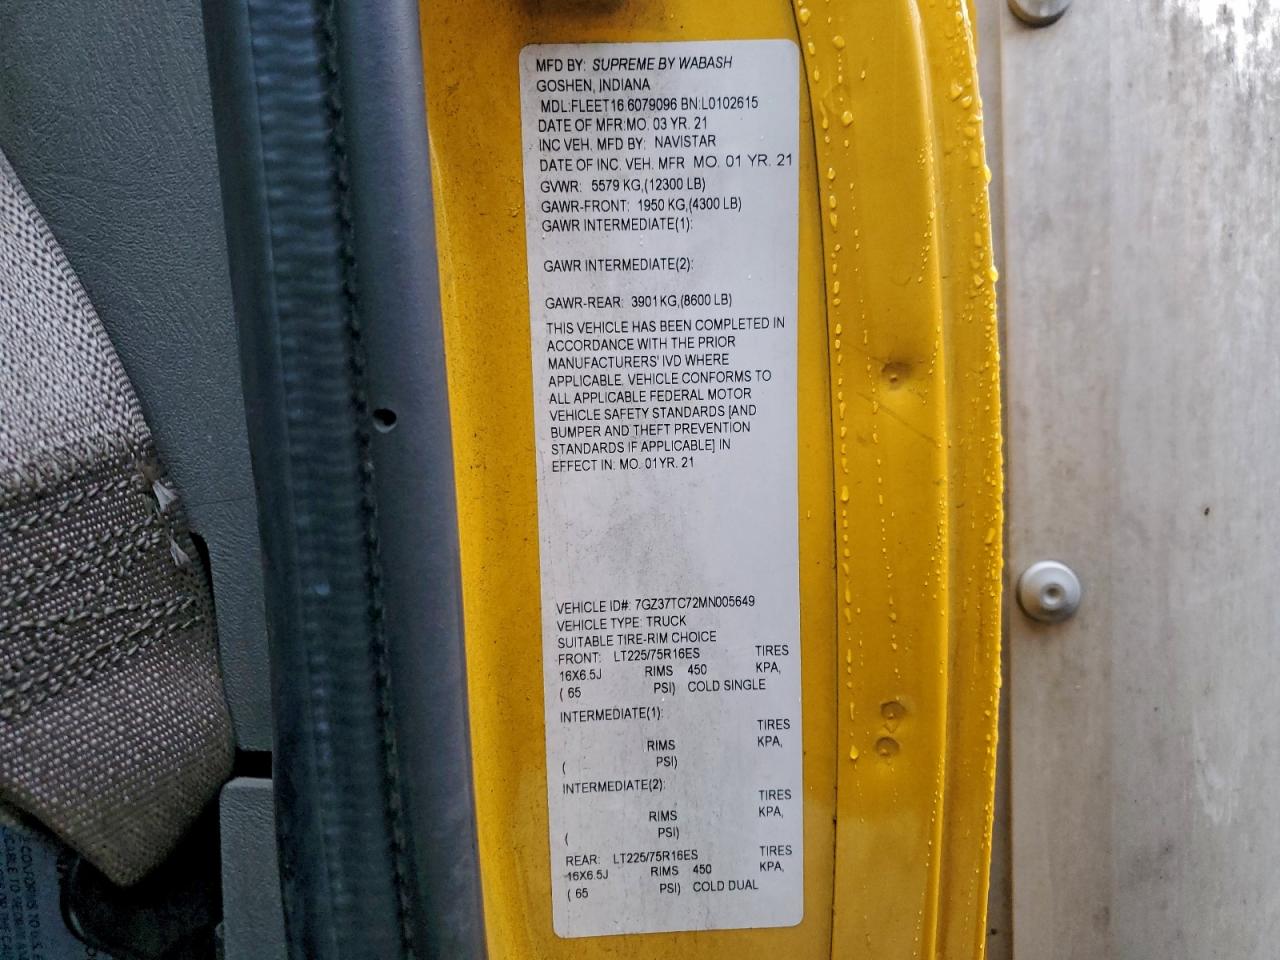 MFD BY: SUPREME BY WABASH
GOSHEN, INDIANA
MDL:FLEET16 6079096 BN:L0102615
DATE OF MFR:MO. 03 YR. 21
INC VEH. MFD BY: NAVISTAR
DATE OF INC. VEH. MFR MO. 01 YR. 21
GVWR: 5579 KG,(12300 LB)
GAWR-FRONT: 1950 KG,(4300 LB)
GAWR INTERMEDIATE(1):
GAWR INTERMEDIATE(2):
GAWR-REAR: 3901 KG,(8600 LB)
THIS VEHICLE HAS BEEN COMPLETED IN
ACCORDANCE WITH THE PRIOR
MANUFACTURERS' IVD WHERE
APPLICABLE. VEHICLE CONFORMS TO
ALL APPLICABLE FEDERAL MOTOR
VEHICLE SAFETY STANDARDS [AND
BUMPER AND THEFT PREVENTION
STANDARDS IF APPLICABLE] IN
EFFECT IN: MO. 01 YR. 21
VEHICLE ID#: 7GZ37TC72MN005649
VEHICLE TYPE: TRUCK
SUITABLE TIRE-RIM CHOICE
FRONT: LT225/75R16ES TIRES
16X6.5J RIMS 450 KPA,
( 65 PSI) COLD SINGLE
INTERMEDIATE(1): TIRES
RIMS KPA,
( PSI)
INTERMEDIATE(2): TIRES
RIMS KPA,
( PSI)
REAR: LT225/75R16ES TIRES
16X6.5J RIMS 450 KPA,
( 65 PSI) COLD DUAL